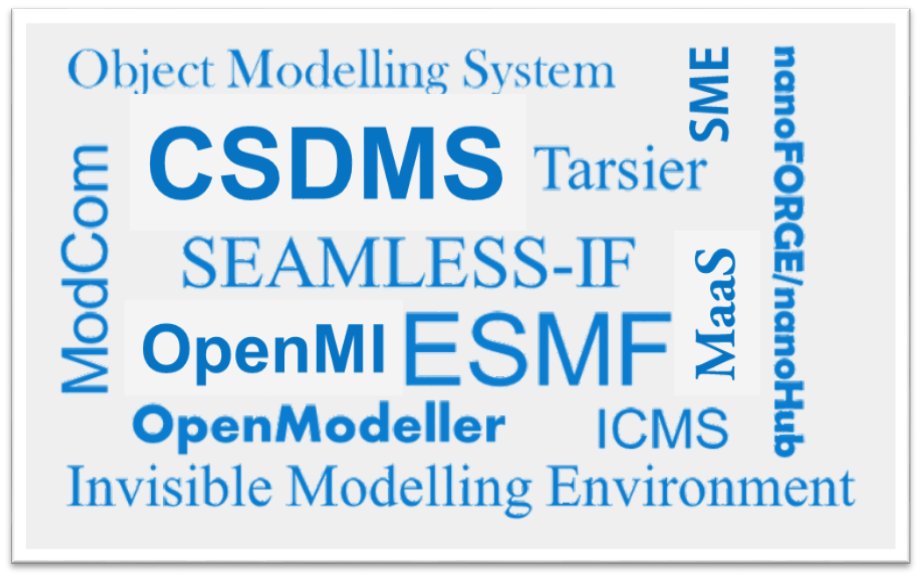 Object Modelling System
SME
nanoFORGE/nanoHub
CSDMS
Tarsier
ModCom
SEAMLESS-IF
MaaS
OpenMI
ESMF
OpenModeller
ICMS
Invisible Modelling Environment